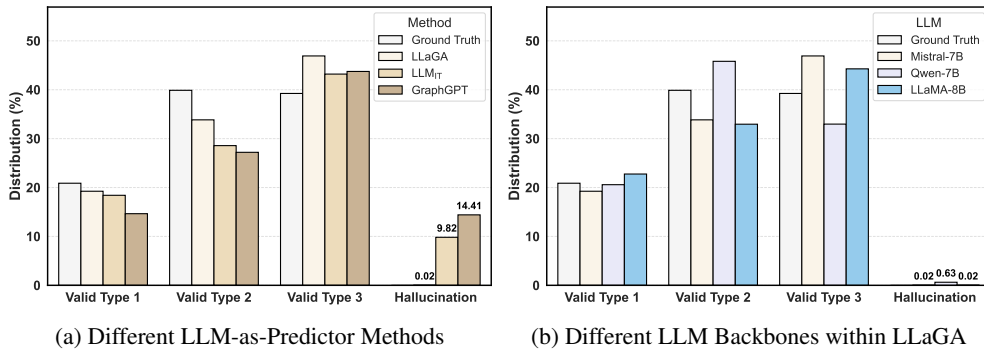 Distribution (%)
50
40
30
20
10
0
Method
Ground Truth
LLaGA
LLM_IT
GraphGPT
0.02
9.82
14.41
Valid Type 1
Valid Type 2
Valid Type 3
Hallucination
(a) Different LLM-as-Predictor Methods
Distribution (%)
50
40
30
20
10
0
LLM
Ground Truth
Mistral-7B
Qwen-7B
LLaMA-8B
0.02
0.63
0.02
Valid Type 1
Valid Type 2
Valid Type 3
Hallucination
(b) Different LLM Backbones within LLaGA